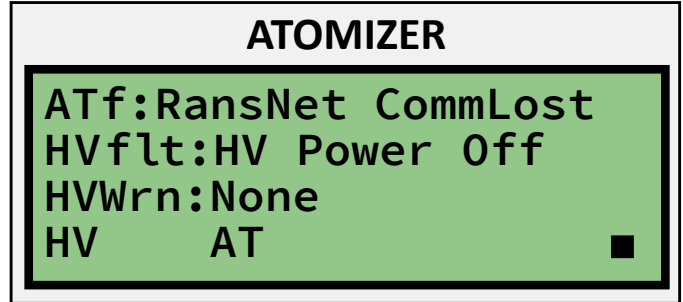 ATOMIZER
ATf:RansNet CommLost
HVflt:HV Power Off
HVWrn:None
HV    AT